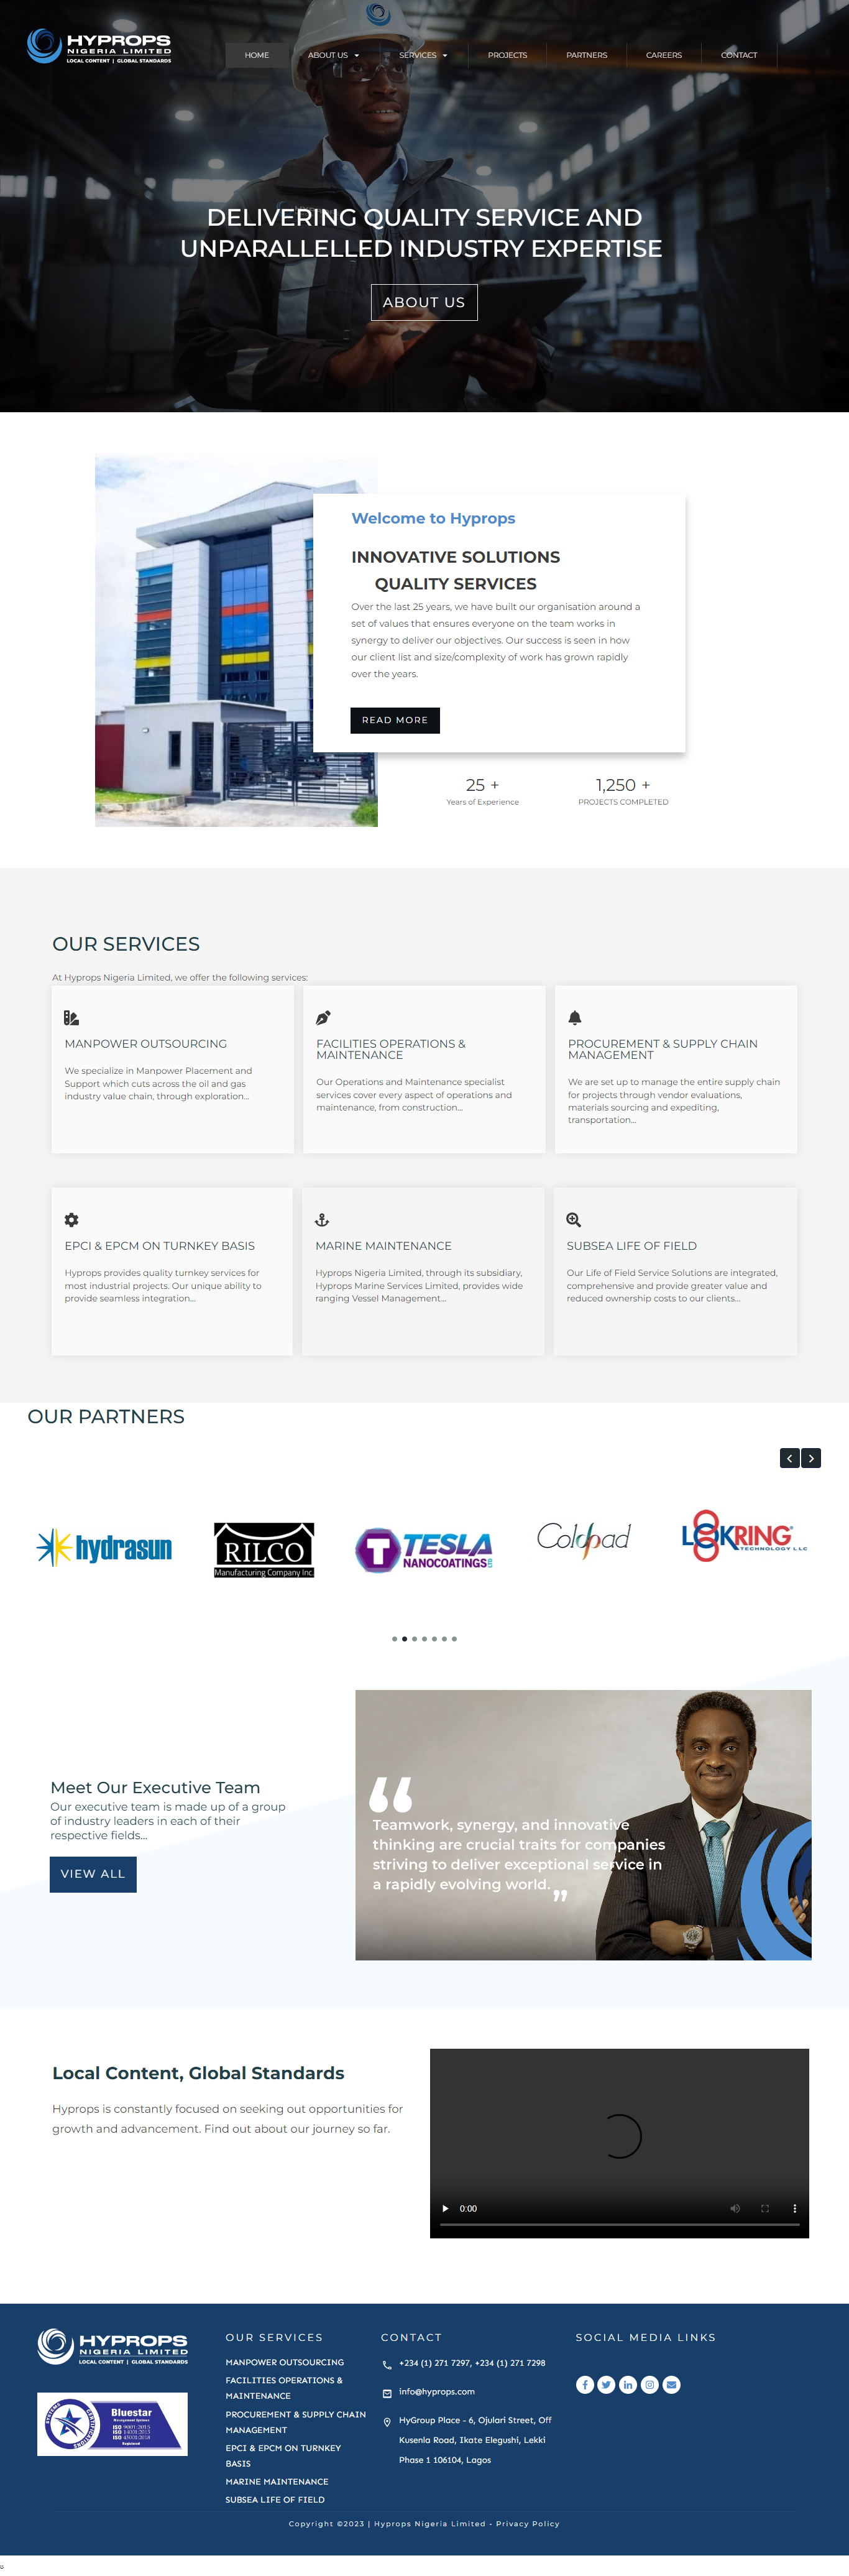 HYPROPS
NIGERIA LIMITED
LOCAL CONTENT | GLOBAL STANDARDS
HOME
ABOUT US
SERVICES
PROJECTS
PARTNERS
CAREERS
CONTACT
DELIVERING QUALITY SERVICE AND
UNPARALLELLED INDUSTRY EXPERTISE
ABOUT US
Welcome to Hyprops
INNOVATIVE SOLUTIONS
QUALITY SERVICES
Over the last 25 years, we have built our organisation around a
set of values that ensures everyone on the team works in
synergy to deliver our objectives. Our success is seen in how
our client list and size/complexity of work has grown rapidly
over the years.
READ MORE
25 +
Years of Experience
1,250 +
PROJECTS COMPLETED
OUR SERVICES
At Hyprops Nigeria Limited, we offer the following services:
MANPOWER OUTSOURCING
We specialize in Manpower Placement and
Support which cuts across the oil and gas
industry value chain, through exploration...
FACILITIES OPERATIONS &
MAINTENANCE
Our Operations and Maintenance specialist
services cover every aspect of operations and
maintenance, from construction...
PROCUREMENT & SUPPLY CHAIN
MANAGEMENT
We are set up to manage the entire supply chain
for projects through vendor evaluations,
materials sourcing and expediting,
transportation...
EPCI & EPCM ON TURNKEY BASIS
Hyprops provides quality turnkey services for
most industrial projects. Our unique ability to
provide seamless integration...
MARINE MAINTENANCE
Hyprops Nigeria Limited, through its subsidiary,
Hyprops Marine Services Limited, provides wide
ranging Vessel Management...
SUBSEA LIFE OF FIELD
Our Life of Field Service Solutions are integrated,
comprehensive and provide greater value and
reduced ownership costs to our clients...
OUR PARTNERS
hydrasun
RILCO
Manufacturing Company Inc.
T TESLA
NANOCOATINGS LTD
Coldpad
LOKRING®
TECHNOLOGY LLC
Meet Our Executive Team
Our executive team is made up of a group
of industry leaders in each of their
respective fields...
VIEW ALL
“
Teamwork, synergy, and innovative
thinking are crucial traits for companies
striving to deliver exceptional service in
a rapidly evolving world. ”
Local Content, Global Standards
Hyprops is constantly focused on seeking out opportunities for
growth and advancement. Find out about our journey so far.
0:00
HYPROPS
NIGERIA LIMITED
LOCAL CONTENT | GLOBAL STANDARDS
Bluestar
Management Systems
ISO 9001:2015
ISO 14001:2015
ISO 45001:2018
Registered
OUR SERVICES
MANPOWER OUTSOURCING
FACILITIES OPERATIONS &
MAINTENANCE
PROCUREMENT & SUPPLY CHAIN
MANAGEMENT
EPCI & EPCM ON TURNKEY
BASIS
MARINE MAINTENANCE
SUBSEA LIFE OF FIELD
CONTACT
+234 (1) 271 7297, +234 (1) 271 7298
info@hyprops.com
HyGroup Place - 6, Ojulari Street, Off
Kusenla Road, Ikate Elegushi, Lekki
Phase 1 106104, Lagos
SOCIAL MEDIA LINKS
Copyright ©2023 | Hyprops Nigeria Limited - Privacy Policy